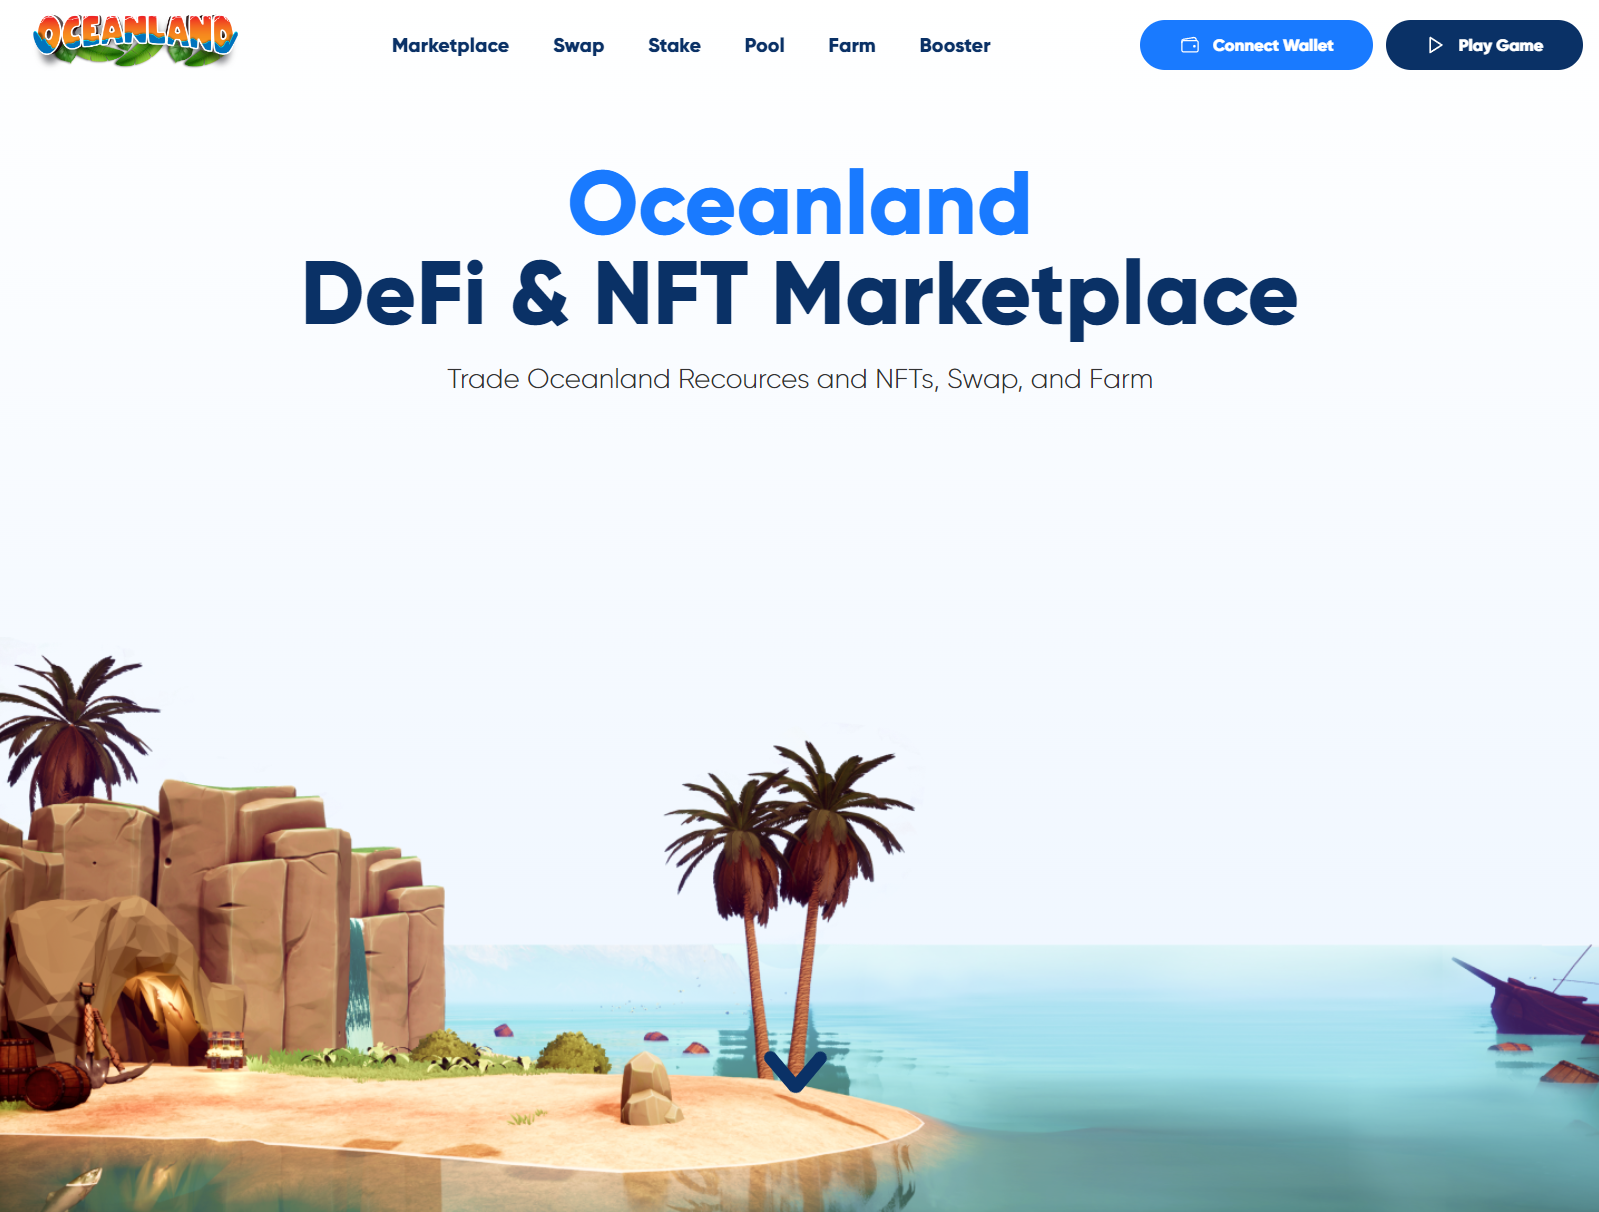 OCEANLAND
Marketplace Swap Stake Pool Farm Booster
Connect Wallet
Play Game
Oceanland
DeFi & NFT Marketplace
Trade Oceanland Recources and NFTs, Swap, and Farm